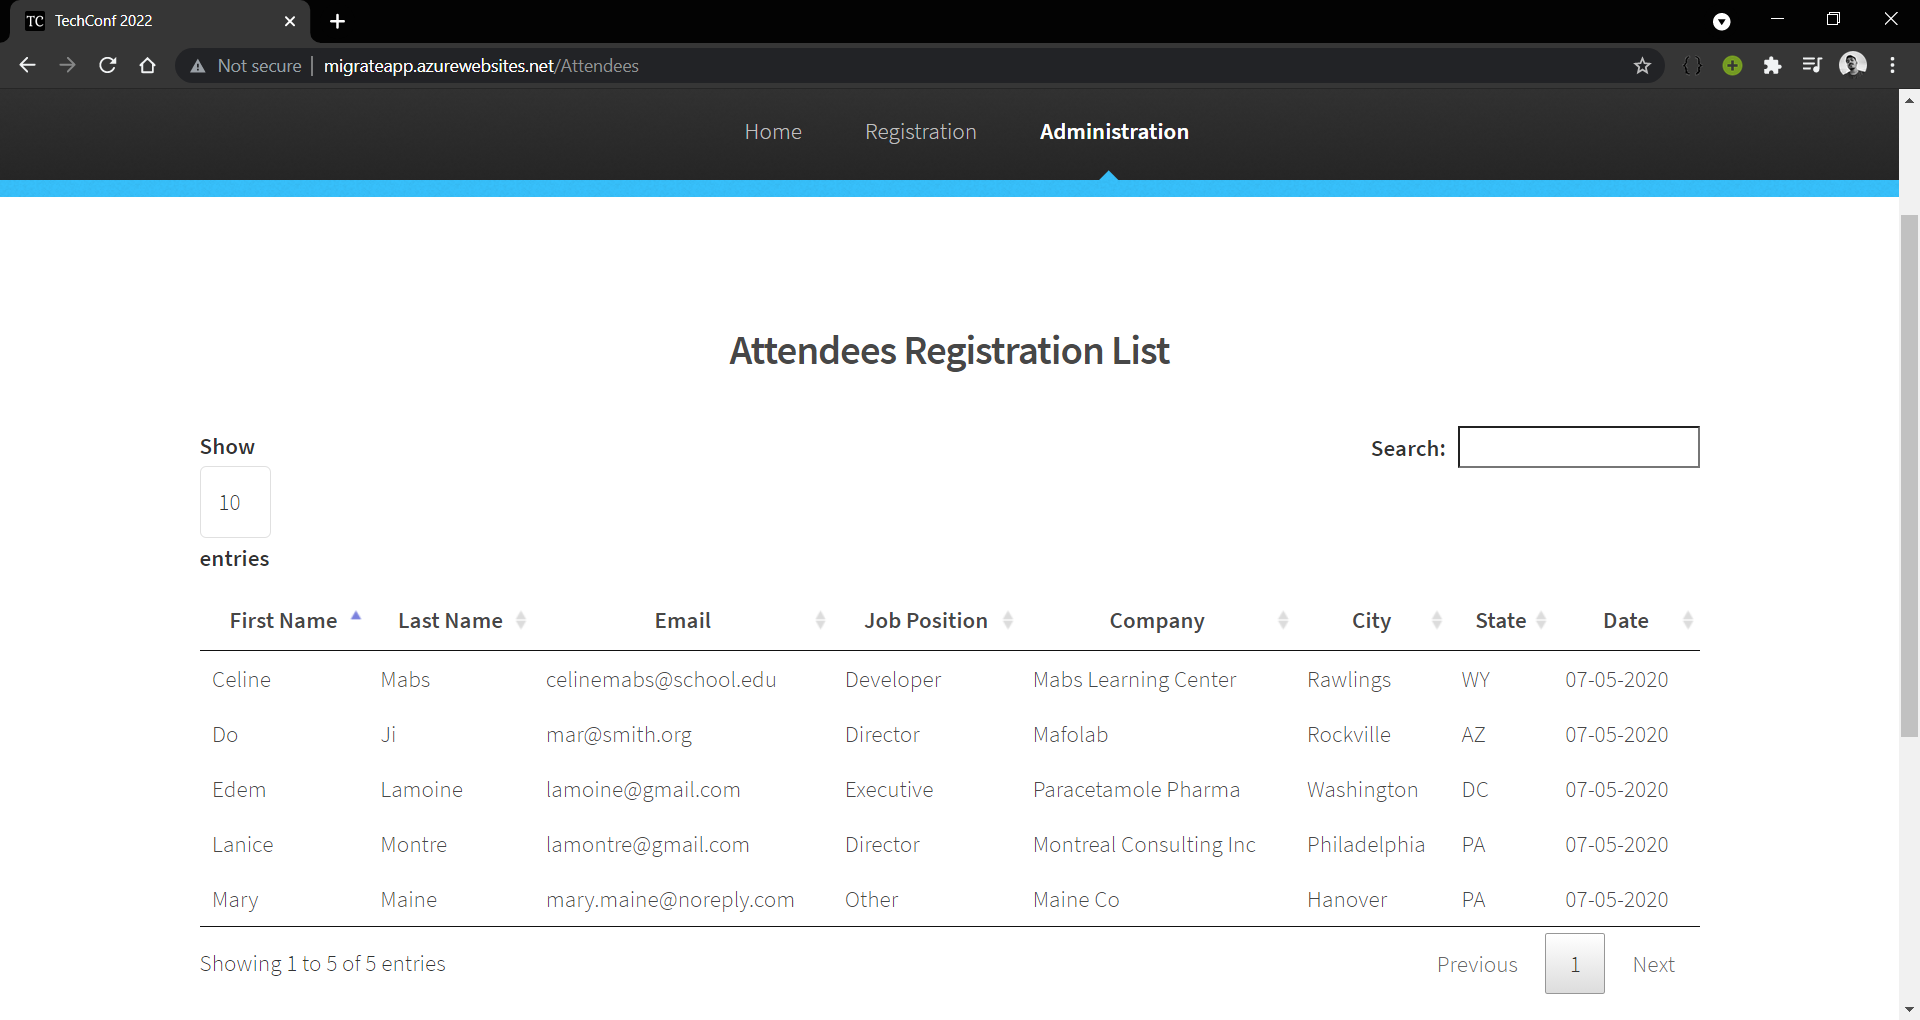 TC TechConf 2022
Not secure migrateapp.azurewebsites.net/Attendees
Home Registration Administration
Attendees Registration List
Show
Search:
10
entries
First Name Last Name Email Job Position Company City State Date
Celine Mabs celinemabs@school.edu Developer Mabs Learning Center Rawlings WY 07-05-2020
Do Ji mar@smith.org Director Mafolab Rockville AZ 07-05-2020
Edem Lamoine lamoine@gmail.com Executive Paracetamole Pharma Washington DC 07-05-2020
Lanice Montre lamontre@gmail.com Director Montreal Consulting Inc Philadelphia PA 07-05-2020
Mary Maine mary.maine@noreply.com Other Maine Co Hanover PA 07-05-2020
Showing 1 to 5 of 5 entries
Previous 1 Next